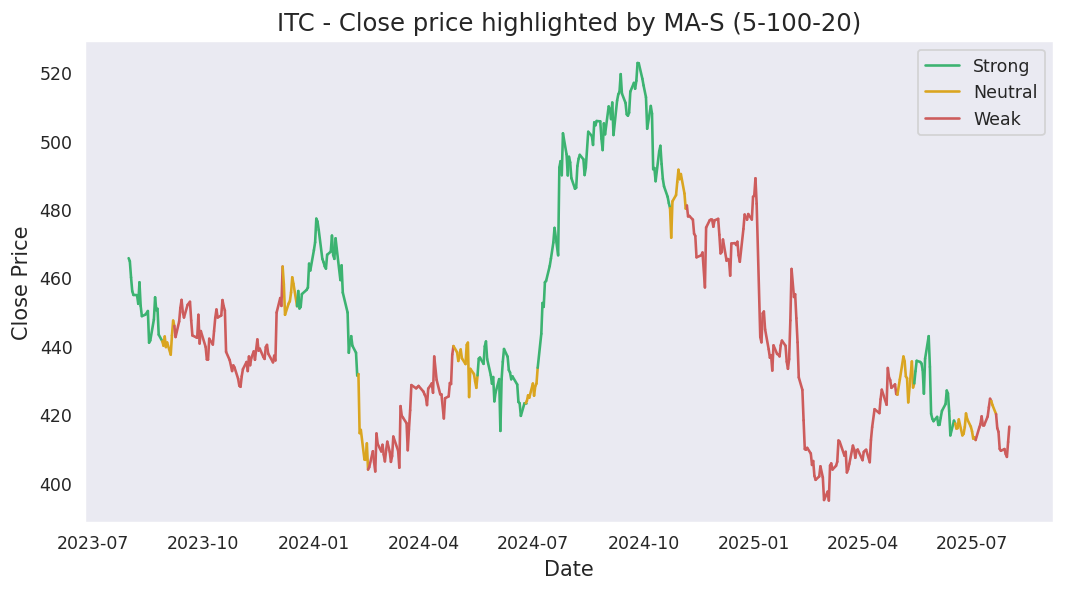 ITC - Close price highlighted by MA-S (5-100-20)
Strong
Neutral
Weak
Close Price
520
500
480
460
440
420
400
2023-07 2023-10 2024-01 2024-04 2024-07 2024-10 2025-01 2025-04 2025-07
Date